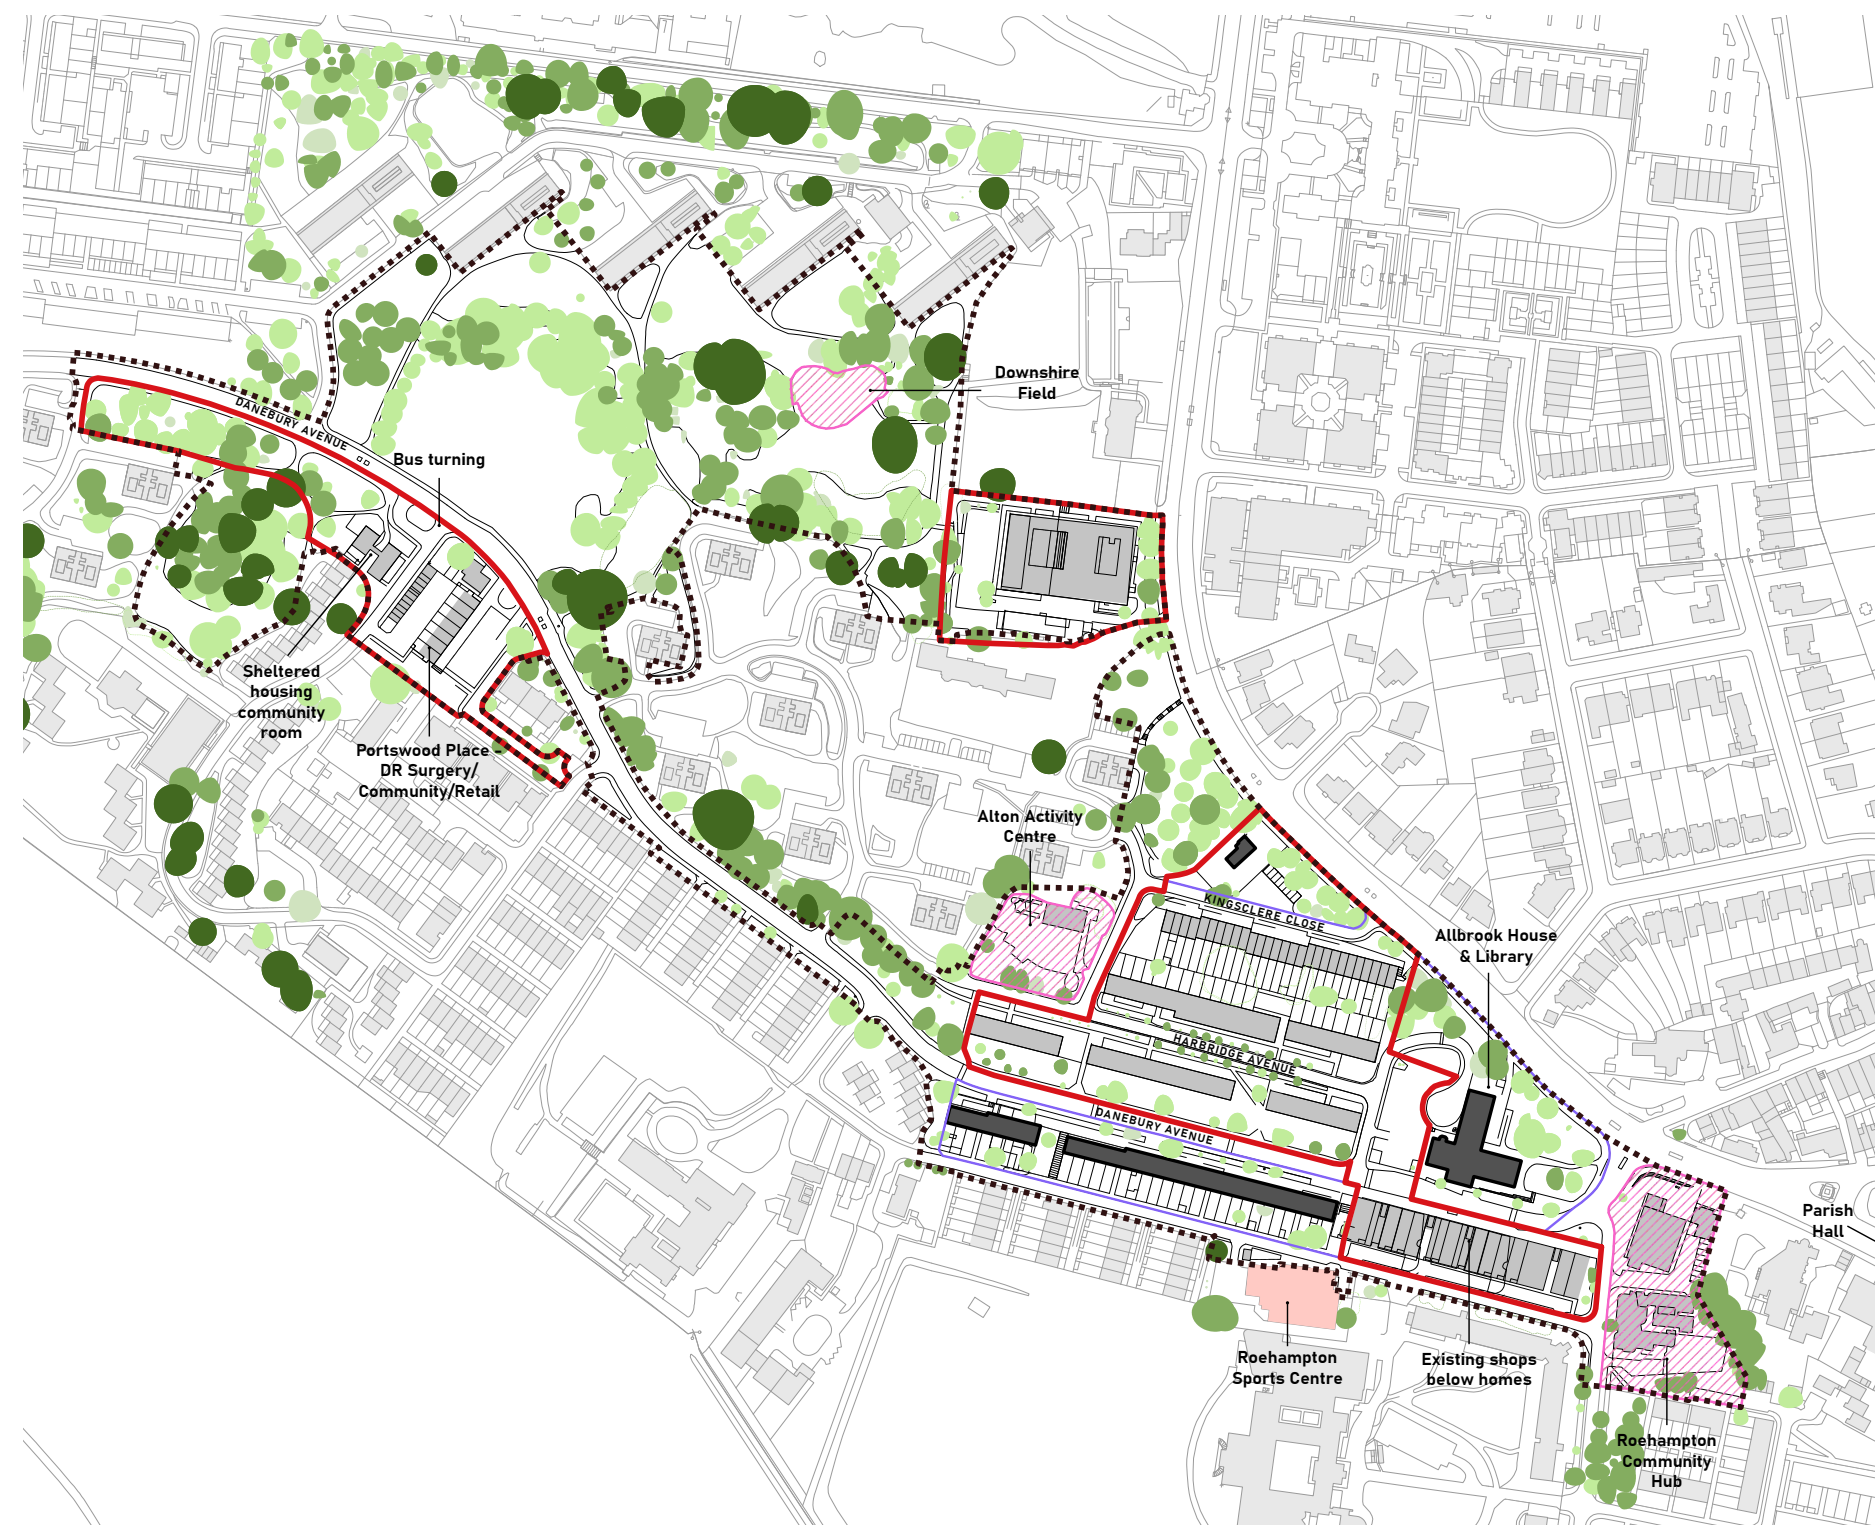 Downshire
Field
DANEBURY AVENUE
Bus turning
Sheltered
housing
community
room
Portswood Place -
DR Surgery/
Community/Retail
Alton Activity
Centre
KINGSCLERE CLOSE
Allbrook House
& Library
HARBRIDGE AVENUE
DANEBURY AVENUE
Parish
Hall
Roehampton
Sports Centre
Existing shops
below homes
Roehampton
Community
Hub